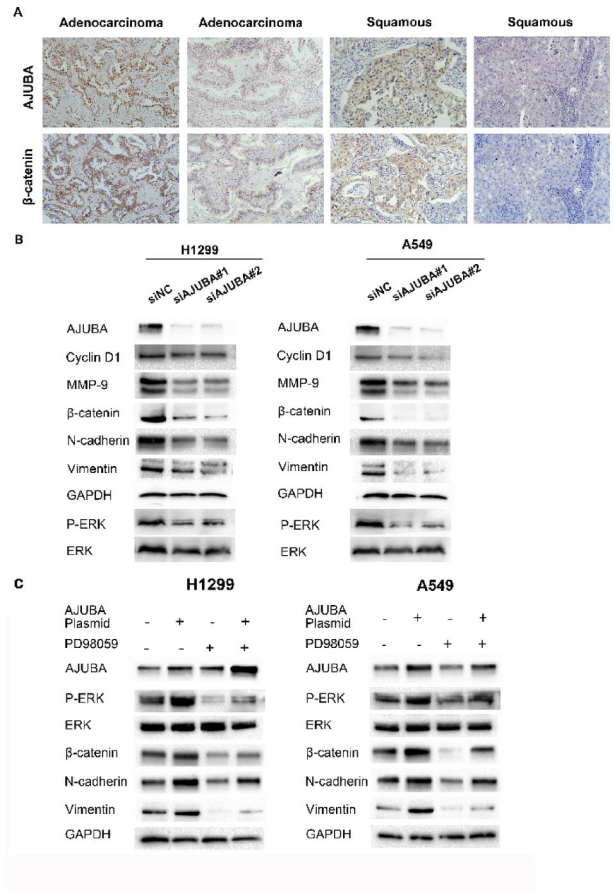 A
Adenocarcinoma Adenocarcinoma Squamous Squamous
AJUBA
β-catenin
B
H1299
siNC siAJUBA#1 siAJUBA#2
AJUBA
Cyclin D1
MMP-9
β-catenin
N-cadherin
Vimentin
GAPDH
P-ERK
ERK
A549
siNC siAJUBA#1 siAJUBA#2
AJUBA
Cyclin D1
MMP-9
β-catenin
N-cadherin
Vimentin
GAPDH
P-ERK
ERK
C
H1299
AJUBA
Plasmid - + - +
PD98059 - - + +
AJUBA
P-ERK
ERK
β-catenin
N-cadherin
Vimentin
GAPDH
A549
AJUBA
Plasmid - + - +
PD98059 - - + +
AJUBA
P-ERK
ERK
β-catenin
N-cadherin
Vimentin
GAPDH